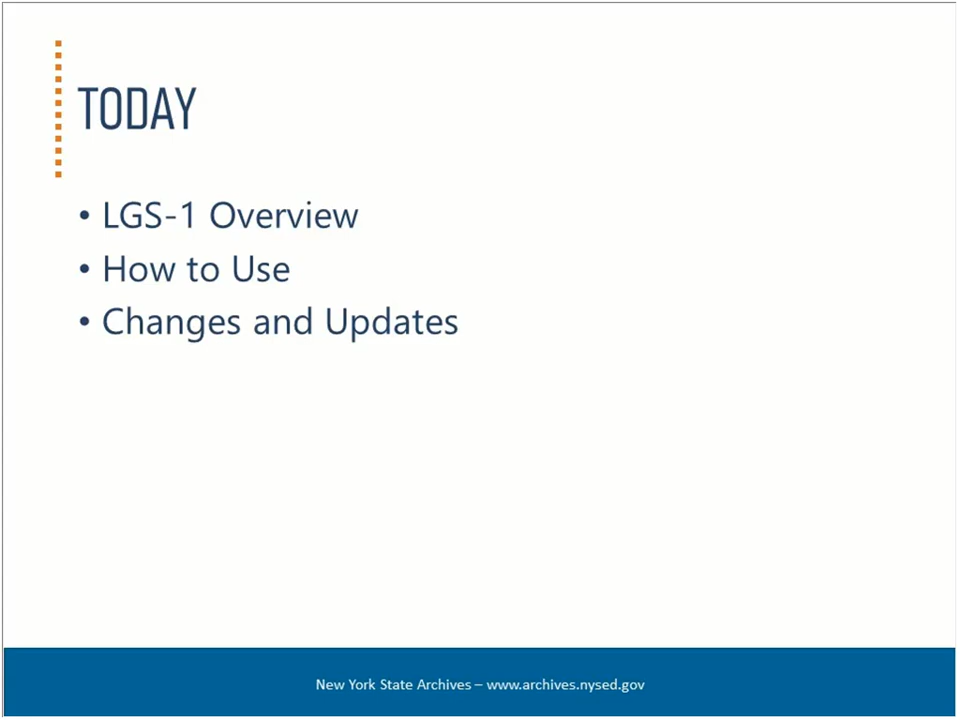 TODAY
• LGS-1 Overview
• How to Use
• Changes and Updates
New York State Archives – www.archives.nysed.gov